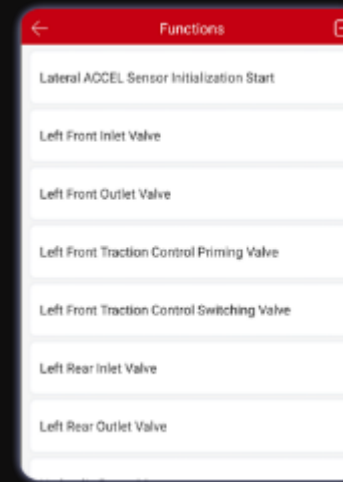 Functions
Lateral ACCEL Sensor Initialization Start
Left Front Inlet Valve
Left Front Outlet Valve
Left Front Traction Control Priming Valve
Left Front Traction Control Switching Valve
Left Rear Inlet Valve
Left Rear Outlet Valve